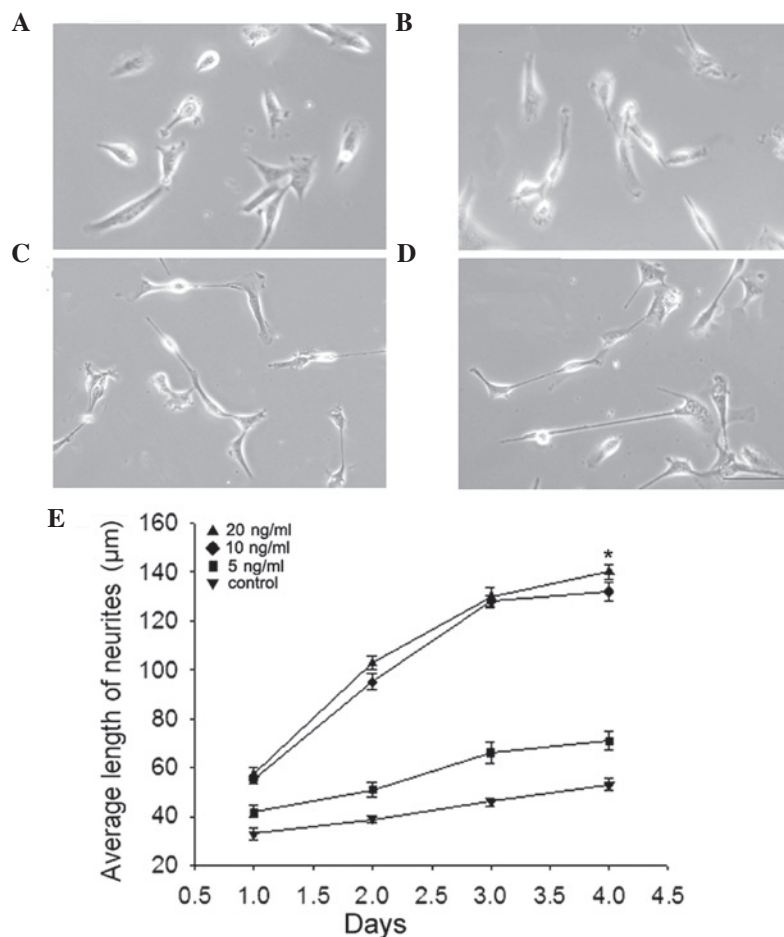 A
B
C
D
E
▲ 20 ng/ml
◆ 10 ng/ml
■ 5 ng/ml
▼ control
*
Average length of neurites (µm)
160
140
120
100
80
60
40
20
0.5 1.0 1.5 2.0 2.5 3.0 3.5 4.0 4.5
Days